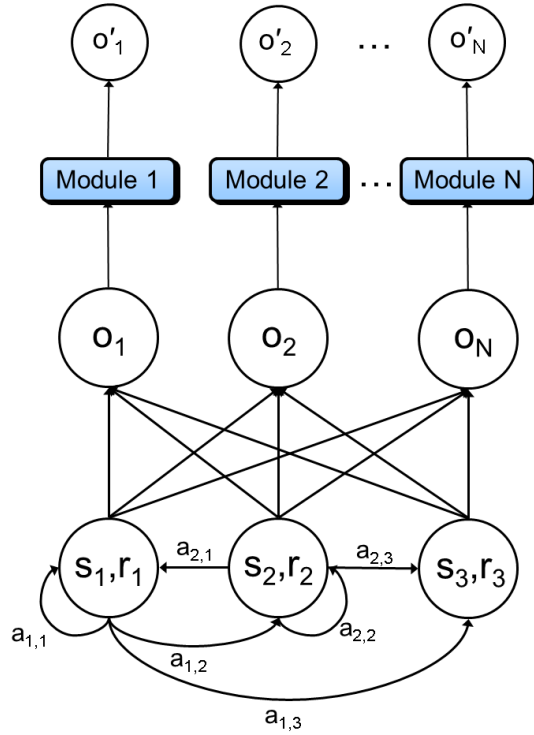 o′1 o′2 ... o′N
Module 1 Module 2 ... Module N
o1 o2 oN
s1,r1 a2,1 s2,r2 a2,3 s3,r3
a1,1 a1,2 a2,2
a1,3